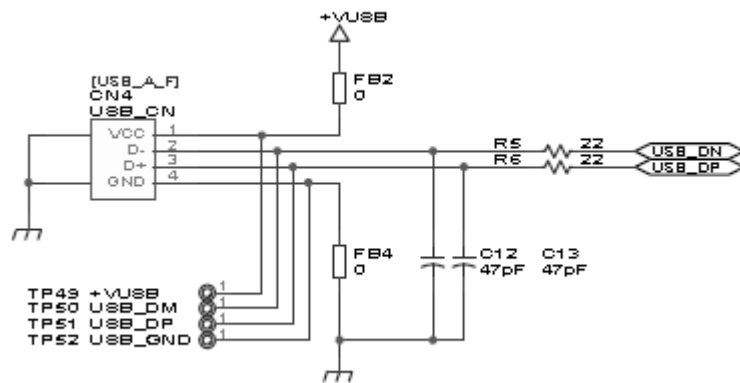 +VUSB
[USB_A_F]
CN4
USB_CN
FB2
0
VCC 1
D- 2
D+ 3
GND 4
R5 22 USB_DN
R6 22 USB_DP
FB4
0
C12 C13
47pF 47pF
TP49 +VUSB 1
TP50 USB_DM 1
TP51 USB_DP 1
TP52 USB_GND 1